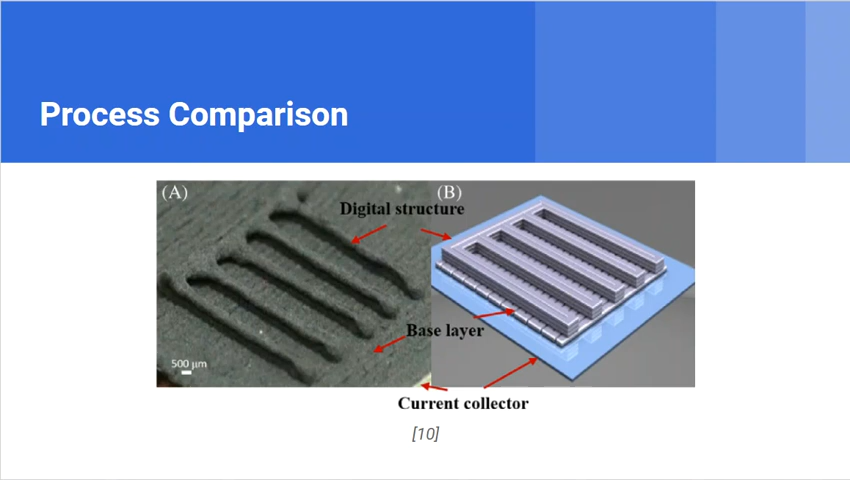 Process Comparison
(A)
(B)
Digital structure
Base layer
500 μm
Current collector
[10]